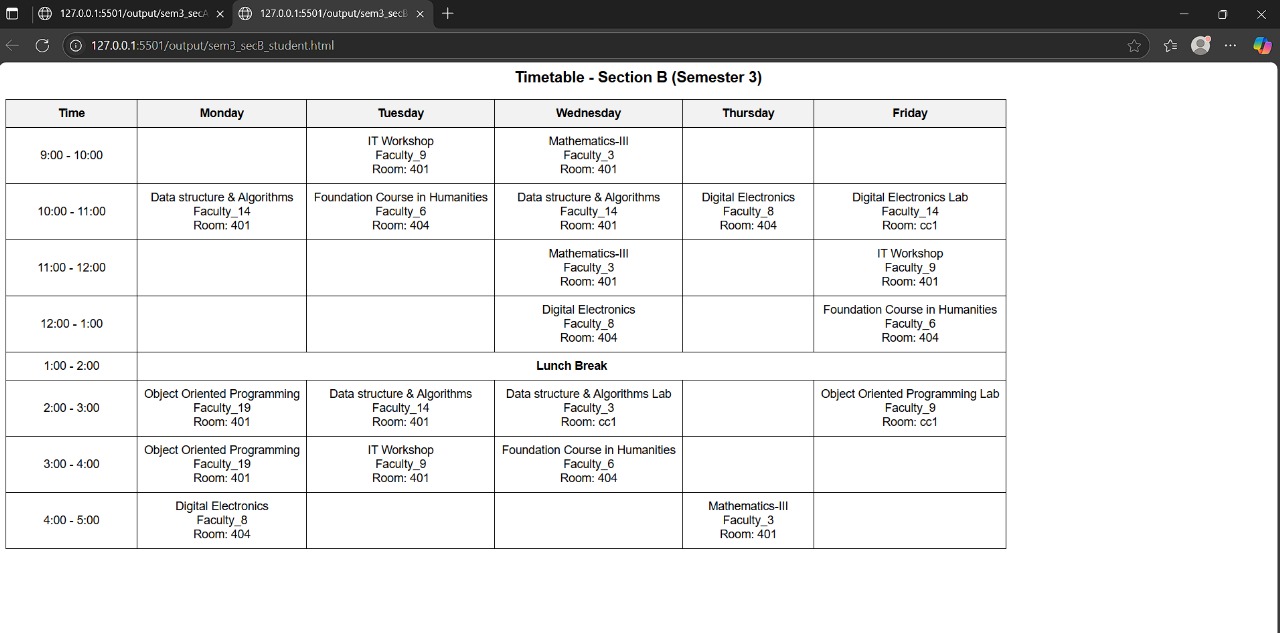 127.0.0.1:5501/output/sem3_secA
127.0.0.1:5501/output/sem3_secB
127.0.0.1:5501/output/sem3_secB_student.html
Timetable - Section B (Semester 3)
Time Monday Tuesday Wednesday Thursday Friday
9:00 - 10:00
IT Workshop
Faculty_9
Room: 401
Mathematics-III
Faculty_3
Room: 401
10:00 - 11:00
Data structure & Algorithms
Faculty_14
Room: 401
Foundation Course in Humanities
Faculty_6
Room: 404
Data structure & Algorithms
Faculty_14
Room: 401
Digital Electronics
Faculty_8
Room: 404
Digital Electronics Lab
Faculty_14
Room: cc1
11:00 - 12:00
Mathematics-III
Faculty_3
Room: 401
IT Workshop
Faculty_9
Room: 401
12:00 - 1:00
Digital Electronics
Faculty_8
Room: 404
Foundation Course in Humanities
Faculty_6
Room: 404
1:00 - 2:00
Lunch Break
2:00 - 3:00
Object Oriented Programming
Faculty_19
Room: 401
Data structure & Algorithms
Faculty_14
Room: 401
Data structure & Algorithms Lab
Faculty_3
Room: cc1
Object Oriented Programming Lab
Faculty_9
Room: cc1
3:00 - 4:00
Object Oriented Programming
Faculty_19
Room: 401
IT Workshop
Faculty_9
Room: 401
Foundation Course in Humanities
Faculty_6
Room: 404
4:00 - 5:00
Digital Electronics
Faculty_8
Room: 404
Mathematics-III
Faculty_3
Room: 401